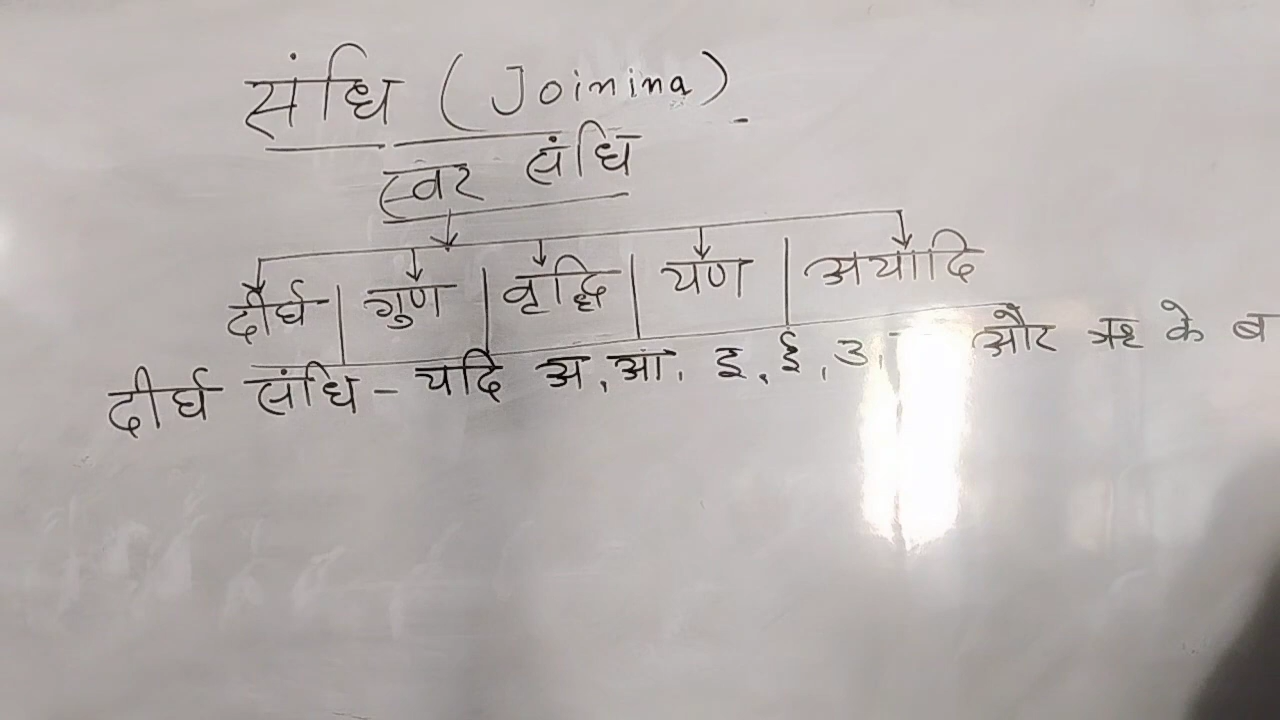 संधि (Joining)
स्वर संधि
दीर्घ | गुण | वृद्धि | यण | अयादि
दीर्घ संधि - यदि अ, आ, इ, ई, उ, और ऋ के ब